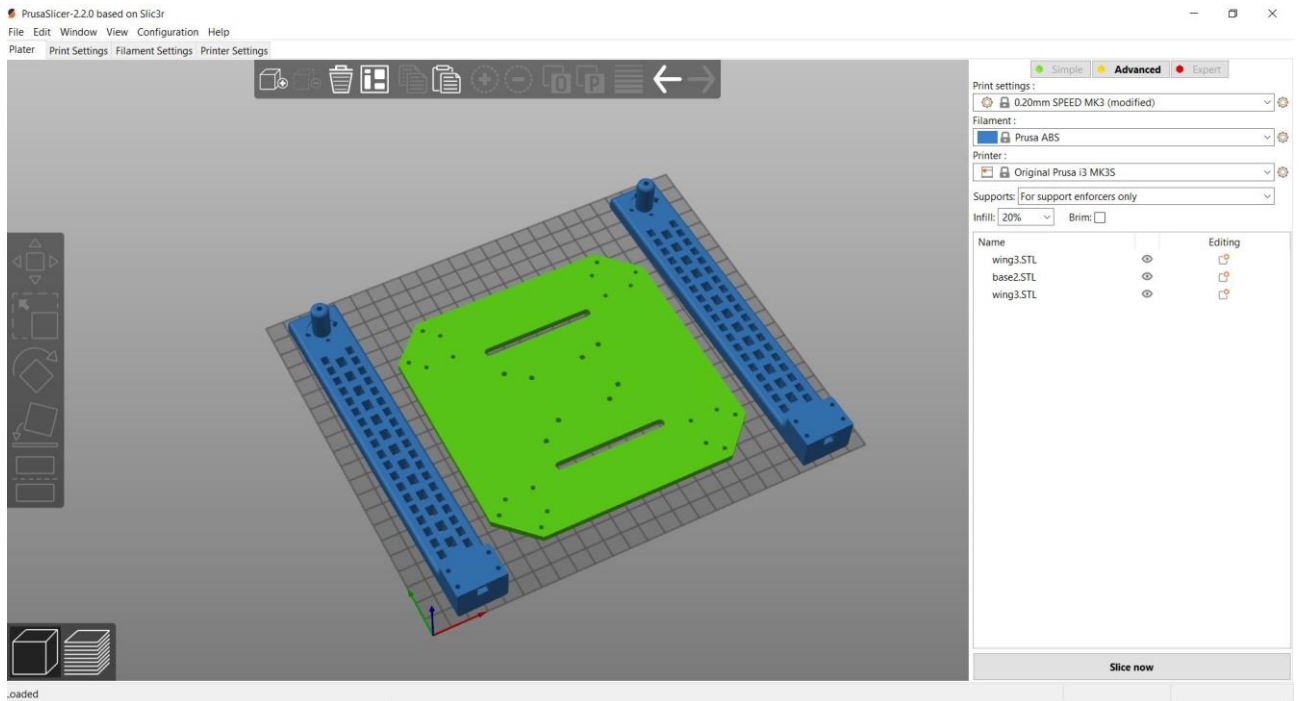 PrusaSlicer-2.2.0 based on Slic3r
File Edit Window View Configuration Help
Plater Print Settings Filament Settings Printer Settings
Simple Advanced Expert
Print settings :
0.20mm SPEED MK3 (modified)
Filament :
Prusa ABS
Printer :
Original Prusa i3 MK3S
Supports: For support enforcers only
Infill: 20% Brim:
Name Editing
wing3.STL
base2.STL
wing3.STL
Slice now
.oaded